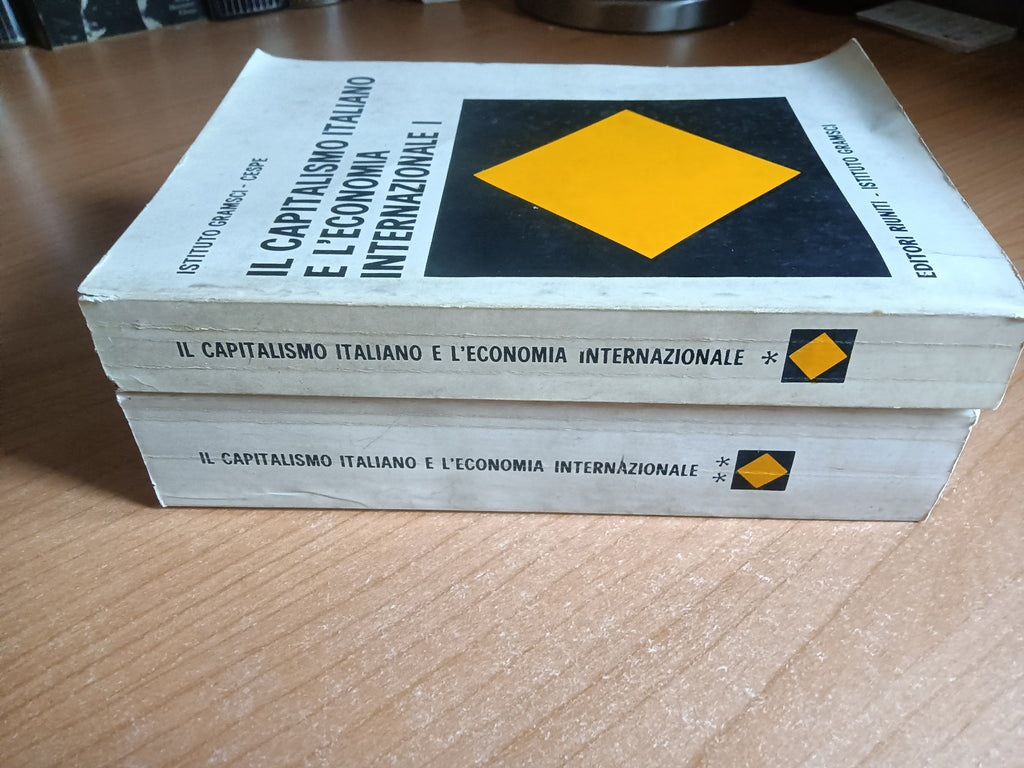 ISTITUTO GRAMSCI - CESPE
IL CAPITALISMO ITALIANO
E L'ECONOMIA
INTERNAZIONALE I
EDITORI RIUNITI - ISTITUTO GRAMSCI
IL CAPITALISMO ITALIANO E L'ECONOMIA INTERNAZIONALE *
IL CAPITALISMO ITALIANO E L'ECONOMIA INTERNAZIONALE **